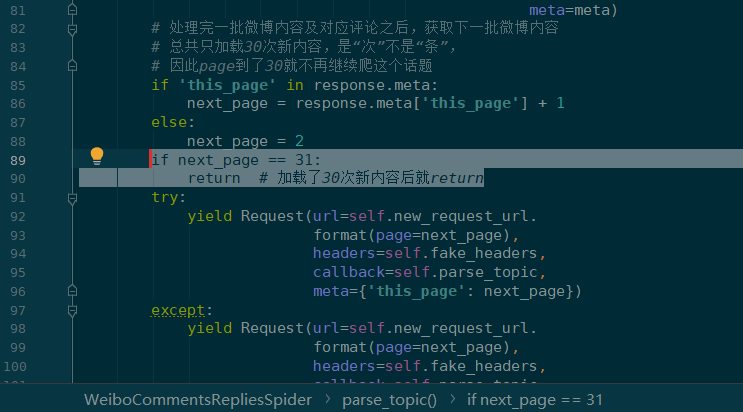 81 meta=meta)
82 # 处理完一批微博内容及对应评论之后，获取下一批微博内容
83 # 总共只加载30次新内容，是“次”不是“条”，
84 # 因此page到了30就不再继续爬这个话题
85 if 'this_page' in response.meta:
86 next_page = response.meta['this_page'] + 1
87 else:
88 next_page = 2
89 if next_page == 31:
90 return # 加载了30次新内容后就return
91 try:
92 yield Request(url=self.new_request_url.
93 format(page=next_page),
94 headers=self.fake_headers,
95 callback=self.parse_topic,
96 meta={'this_page': next_page})
97 except:
98 yield Request(url=self.new_request_url.
99 format(page=next_page),
100 headers=self.fake_headers,
WeiboCommentsRepliesSpider › parse_topic() › if next_page == 31